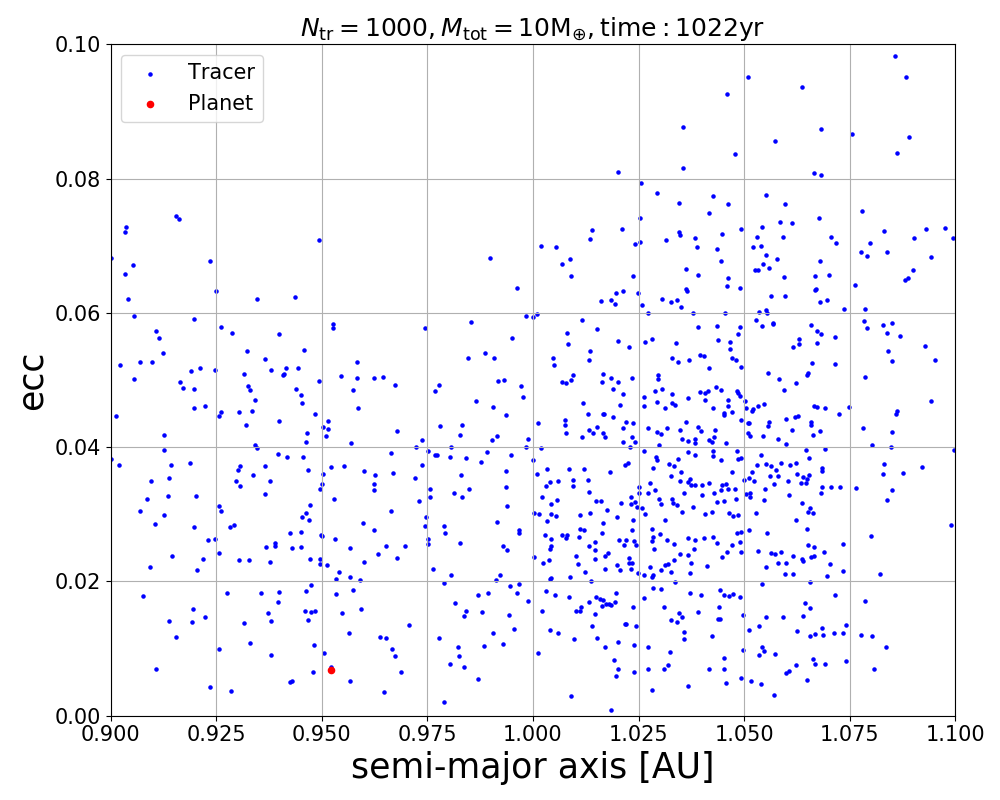 N_tr = 1000, M_tot = 10M_⊕, time : 1022yr
0.10
Tracer
Planet
0.08
0.06
ecc
0.04
0.02
0.00
0.900 0.925 0.950 0.975 1.000 1.025 1.050 1.075 1.100
semi-major axis [AU]